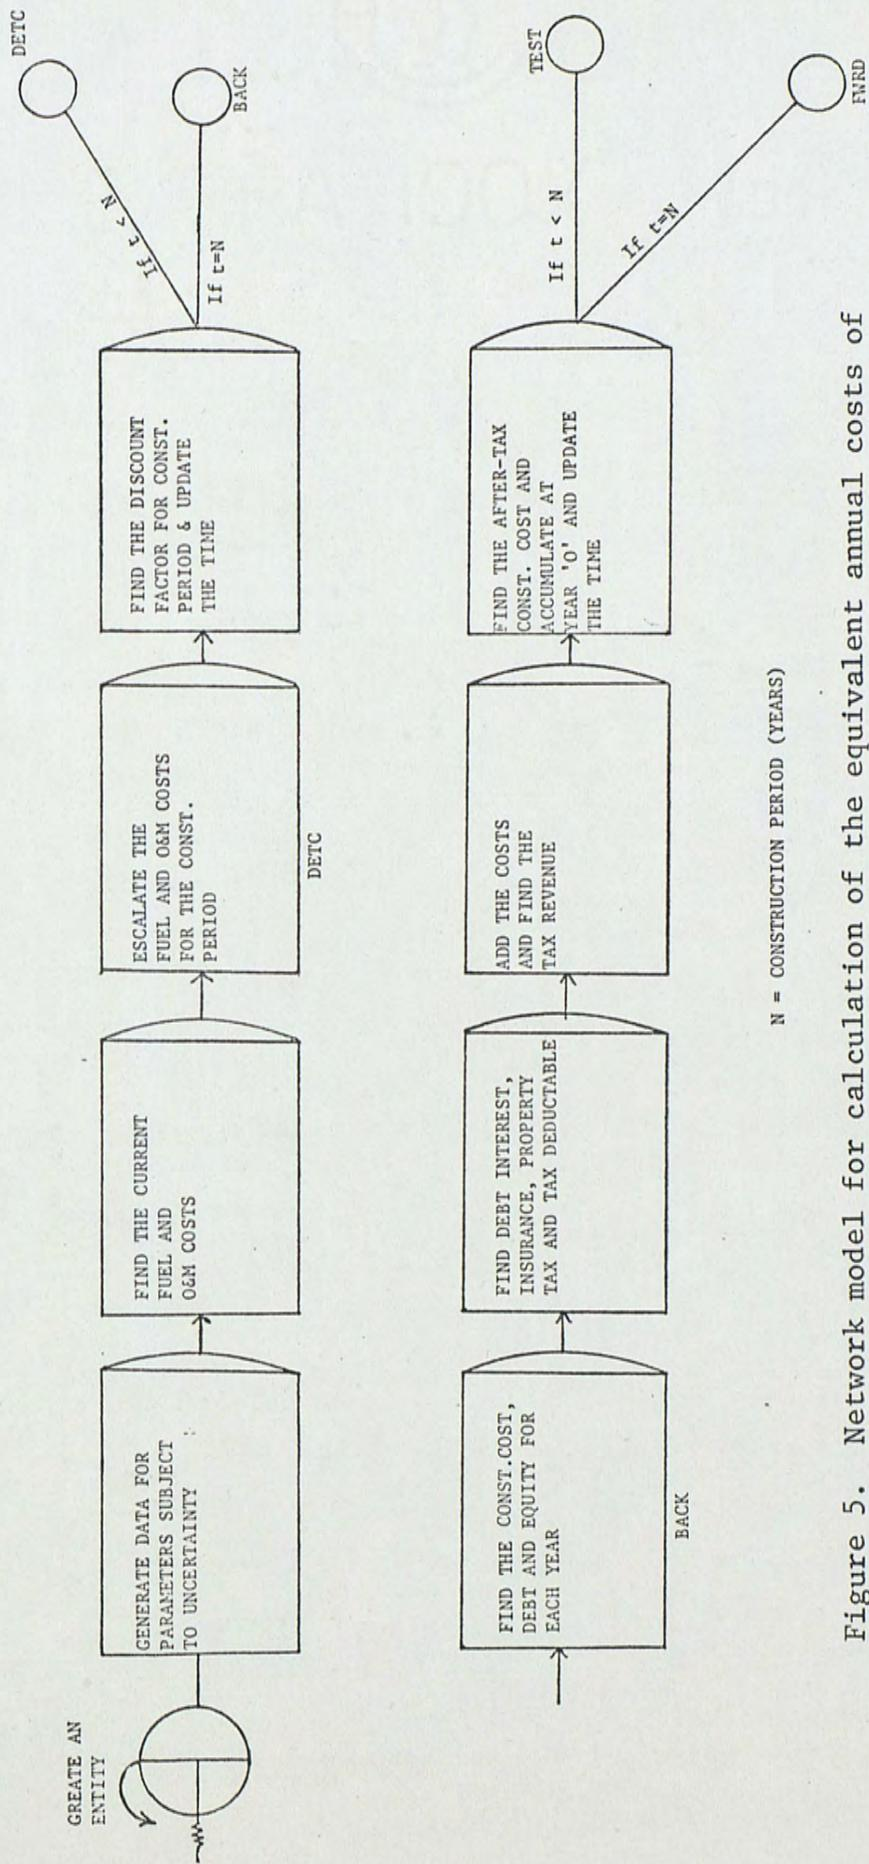 GREATE AN
ENTITY
GENERATE DATA FOR
PARAMETERS SUBJECT
TO UNCERTAINTY
FIND THE CURRENT
FUEL AND
O&M COSTS
ESCALATE THE
FUEL AND O&M COSTS
FOR THE CONST.
PERIOD
DETC
FIND THE DISCOUNT
FACTOR FOR CONST.
PERIOD & UPDATE
THE TIME
If t < N
DETC
If t=N
BACK
FIND THE CONST.COST,
DEBT AND EQUITY FOR
EACH YEAR
BACK
FIND DEBT INTEREST,
INSURANCE, PROPERTY
TAX AND TAX DEDUCTABLE
ADD THE COSTS
AND FIND THE
TAX REVENUE
FIND THE AFTER-TAX
CONST. COST AND
ACCUMULATE AT
YEAR 'O' AND UPDATE
THE TIME
If t < N
TEST
If t=N
FWRD
N = CONSTRUCTION PERIOD (YEARS)
Figure 5. Network model for calculation of the equivalent annual costs of